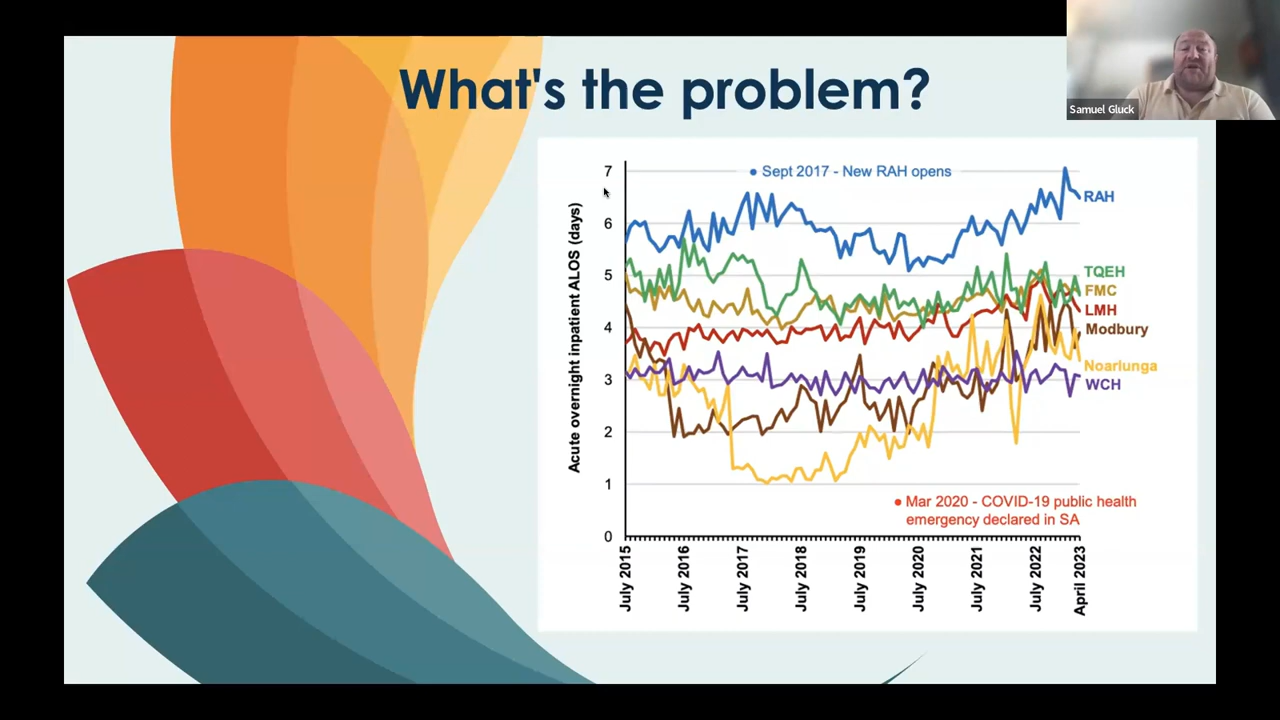 What's the problem?
Samuel Gluck
Acute overnight inpatient ALOS (days)
7
6
5
4
3
2
1
0
Sept 2017 - New RAH opens
RAH
TQEH
FMC
LMH
Modbury
Noarlunga
WCH
Mar 2020 - COVID-19 public health
emergency declared in SA
July 2015
July 2016
July 2017
July 2018
July 2019
July 2020
July 2021
July 2022
April 2023